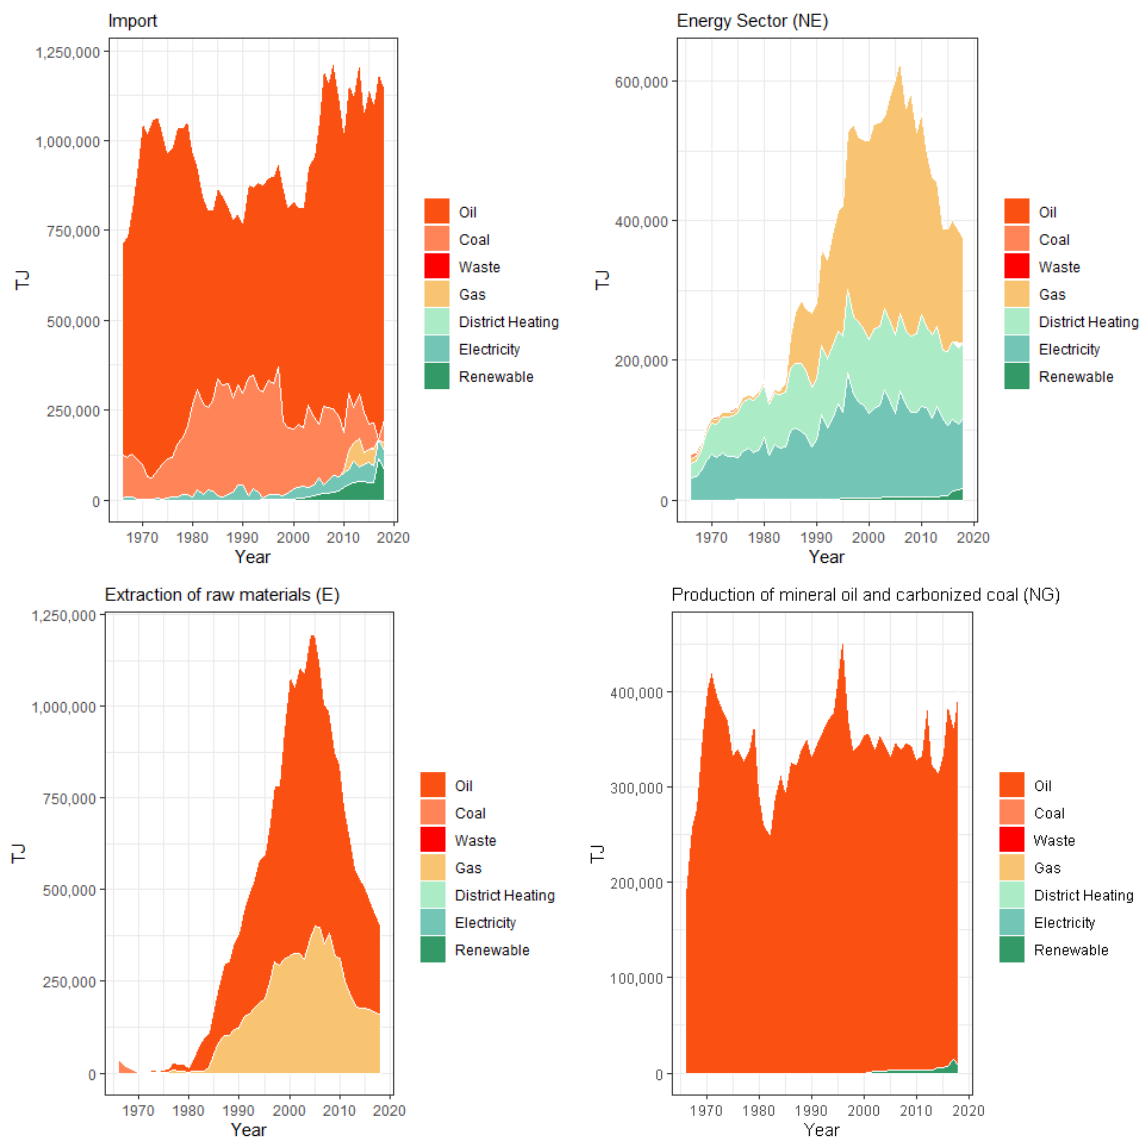 Import
1,250,000
1,000,000
750,000
500,000
250,000
0
TJ
1970 1980 1990 2000 2010 2020
Year
Oil
Coal
Waste
Gas
District Heating
Electricity
Renewable
Energy Sector (NE)
600,000
400,000
200,000
0
TJ
1970 1980 1990 2000 2010 2020
Year
Oil
Coal
Waste
Gas
District Heating
Electricity
Renewable
Extraction of raw materials (E)
1,250,000
1,000,000
750,000
500,000
250,000
0
TJ
1970 1980 1990 2000 2010 2020
Year
Oil
Coal
Waste
Gas
District Heating
Electricity
Renewable
Production of mineral oil and carbonized coal (NG)
400,000
300,000
200,000
100,000
0
TJ
1970 1980 1990 2000 2010 2020
Year
Oil
Coal
Waste
Gas
District Heating
Electricity
Renewable